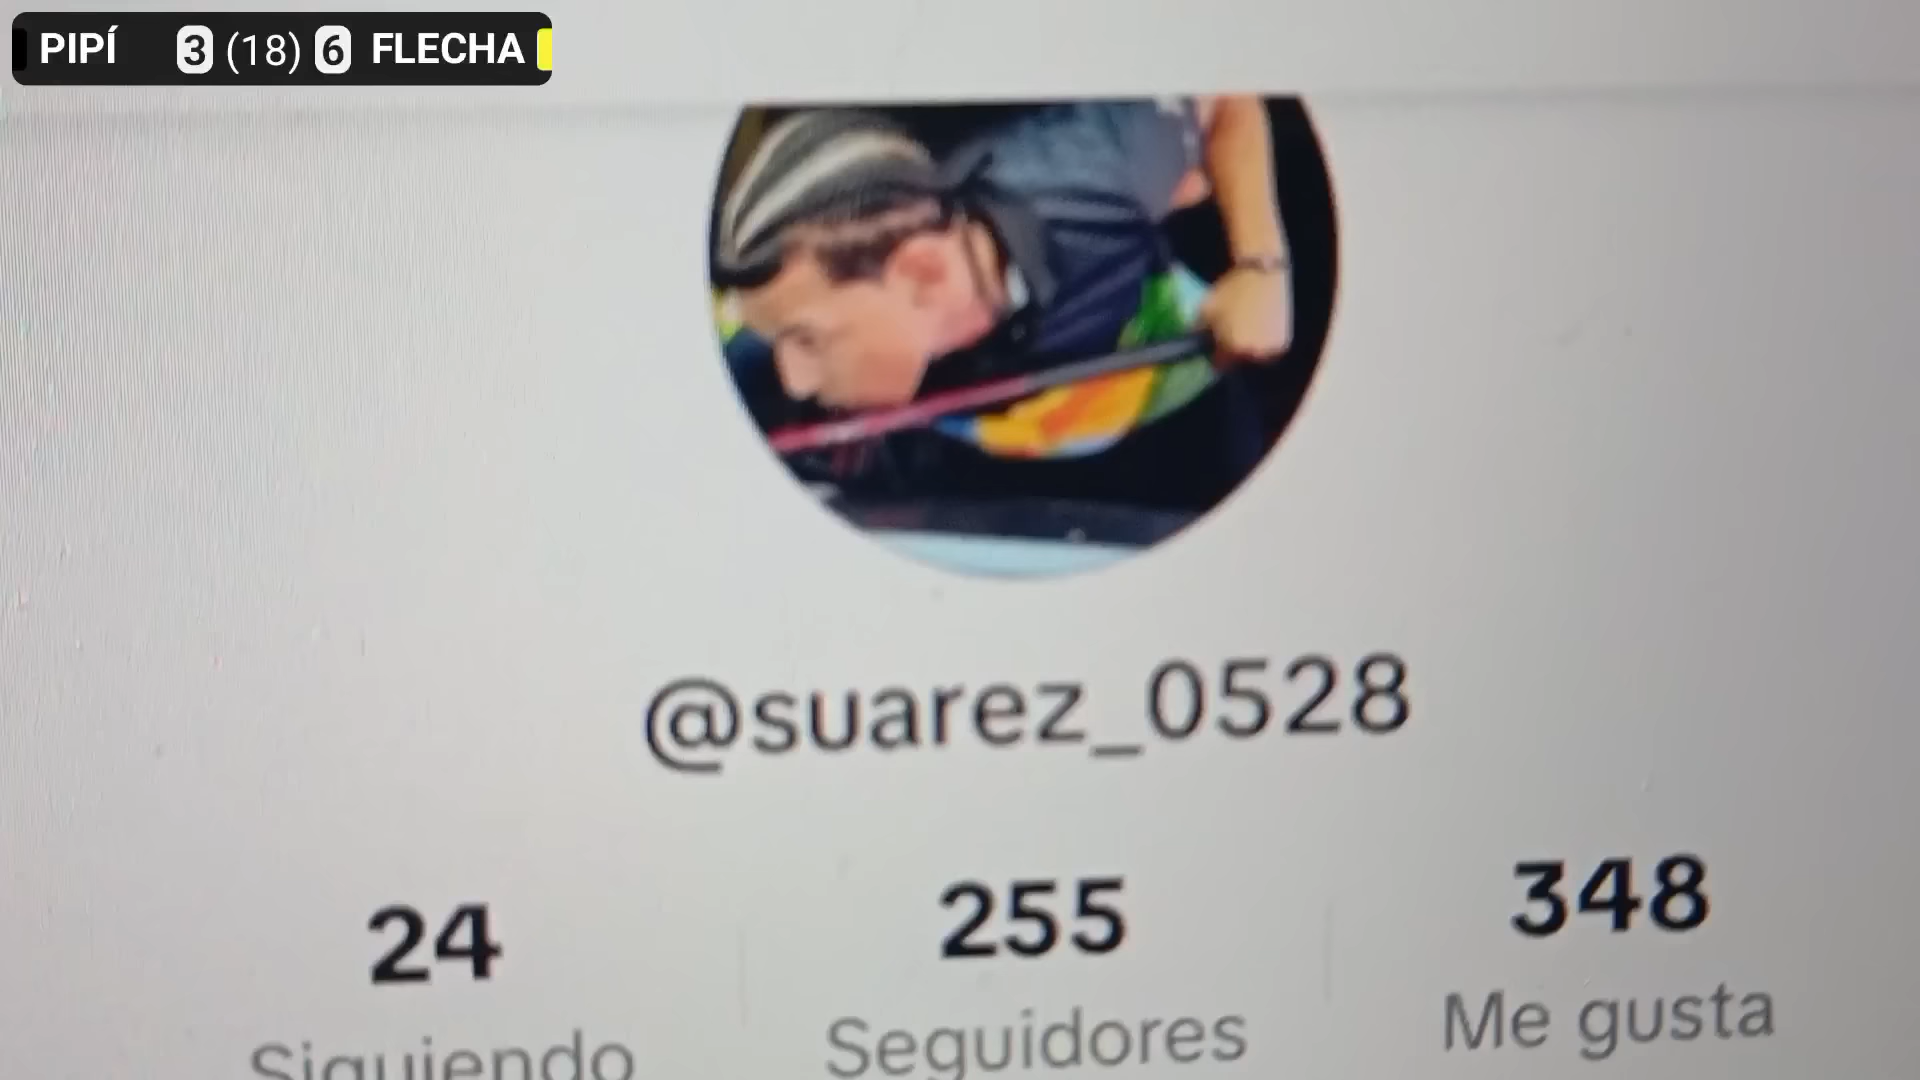 PIPÍ 3 (18) 6 FLECHA
@suarez_0528
24 255 348
Siguiendo Seguidores Me gusta